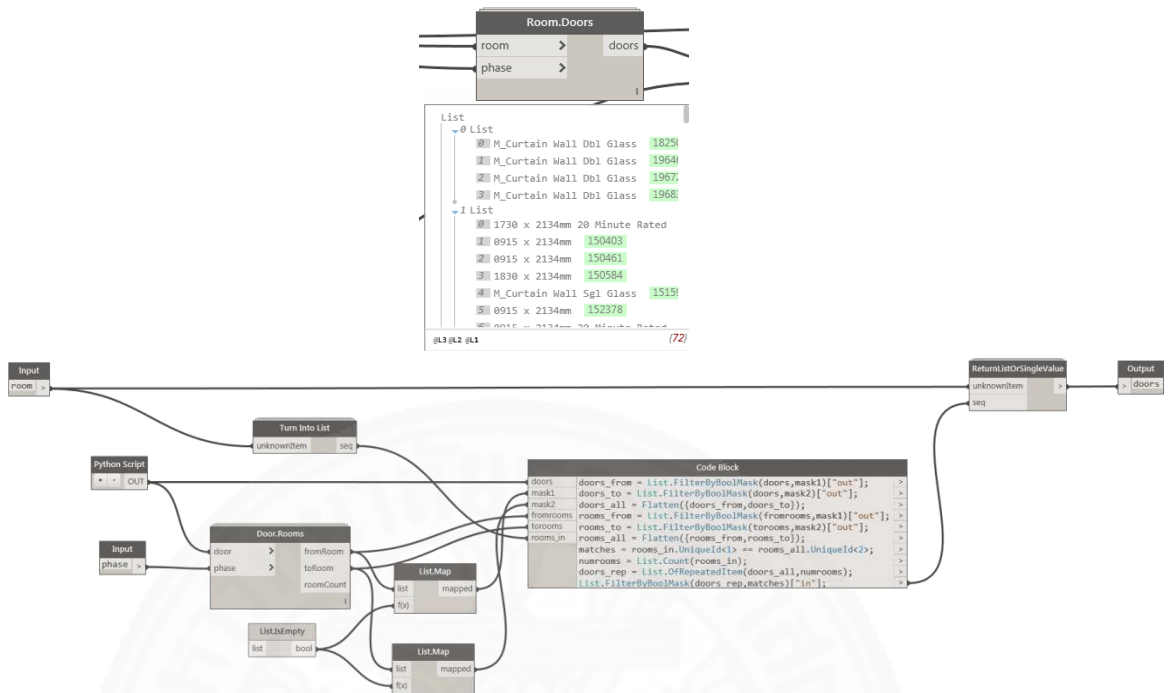 Room.Doors
room > doors
phase >
I
List
0 List
0 M_Curtain Wall Dbl Glass
1 M_Curtain Wall Dbl Glass
2 M_Curtain Wall Dbl Glass
3 M_Curtain Wall Dbl Glass
1 List
0 1730 x 2134mm 20 Minute Rated
1 0915 x 2134mm 150403
2 0915 x 2134mm 150461
3 1830 x 2134mm 150584
4 M_Curtain Wall Sgl Glass
5 0915 x 2134mm 152378
6 0915 x 2134mm 20 Minute Rated
@L3 @L2 @L1 {72}
Input
room >
ReturnListOrSingleValue
unknownItem >
seq
Output
> doors
Turn Into List
unknownItem seq
Python Script
+ - OUT
Code Block
doors doors_from = List.FilterByBoolMask(doors,mask1)["out"]; >
mask1 doors_to = List.FilterByBoolMask(doors,mask2)["out"]; >
mask2 doors_all = Flatten({doors_from,doors_to}); >
fromrooms rooms_from = List.FilterByBoolMask(fromrooms,mask1)["out"]; >
torooms rooms_to = List.FilterByBoolMask(torooms,mask2)["out"]; >
rooms_in rooms_all = Flatten({rooms_from,rooms_to}); >
matches = rooms_in.UniqueId<1> == rooms_all.UniqueId<2>; >
numrooms = List.Count(rooms_in); >
doors_rep = List.OfRepeatedItem(doors_all,numrooms); >
List.FilterByBoolMask(doors_rep,matches)["in"]; >
Door.Rooms
door > fromRoom
phase > toRoom
roomCount
I
Input
phase >
List.Map
list mapped
f(x)
List.IsEmpty
list bool
List.Map
list mapped
f(x)